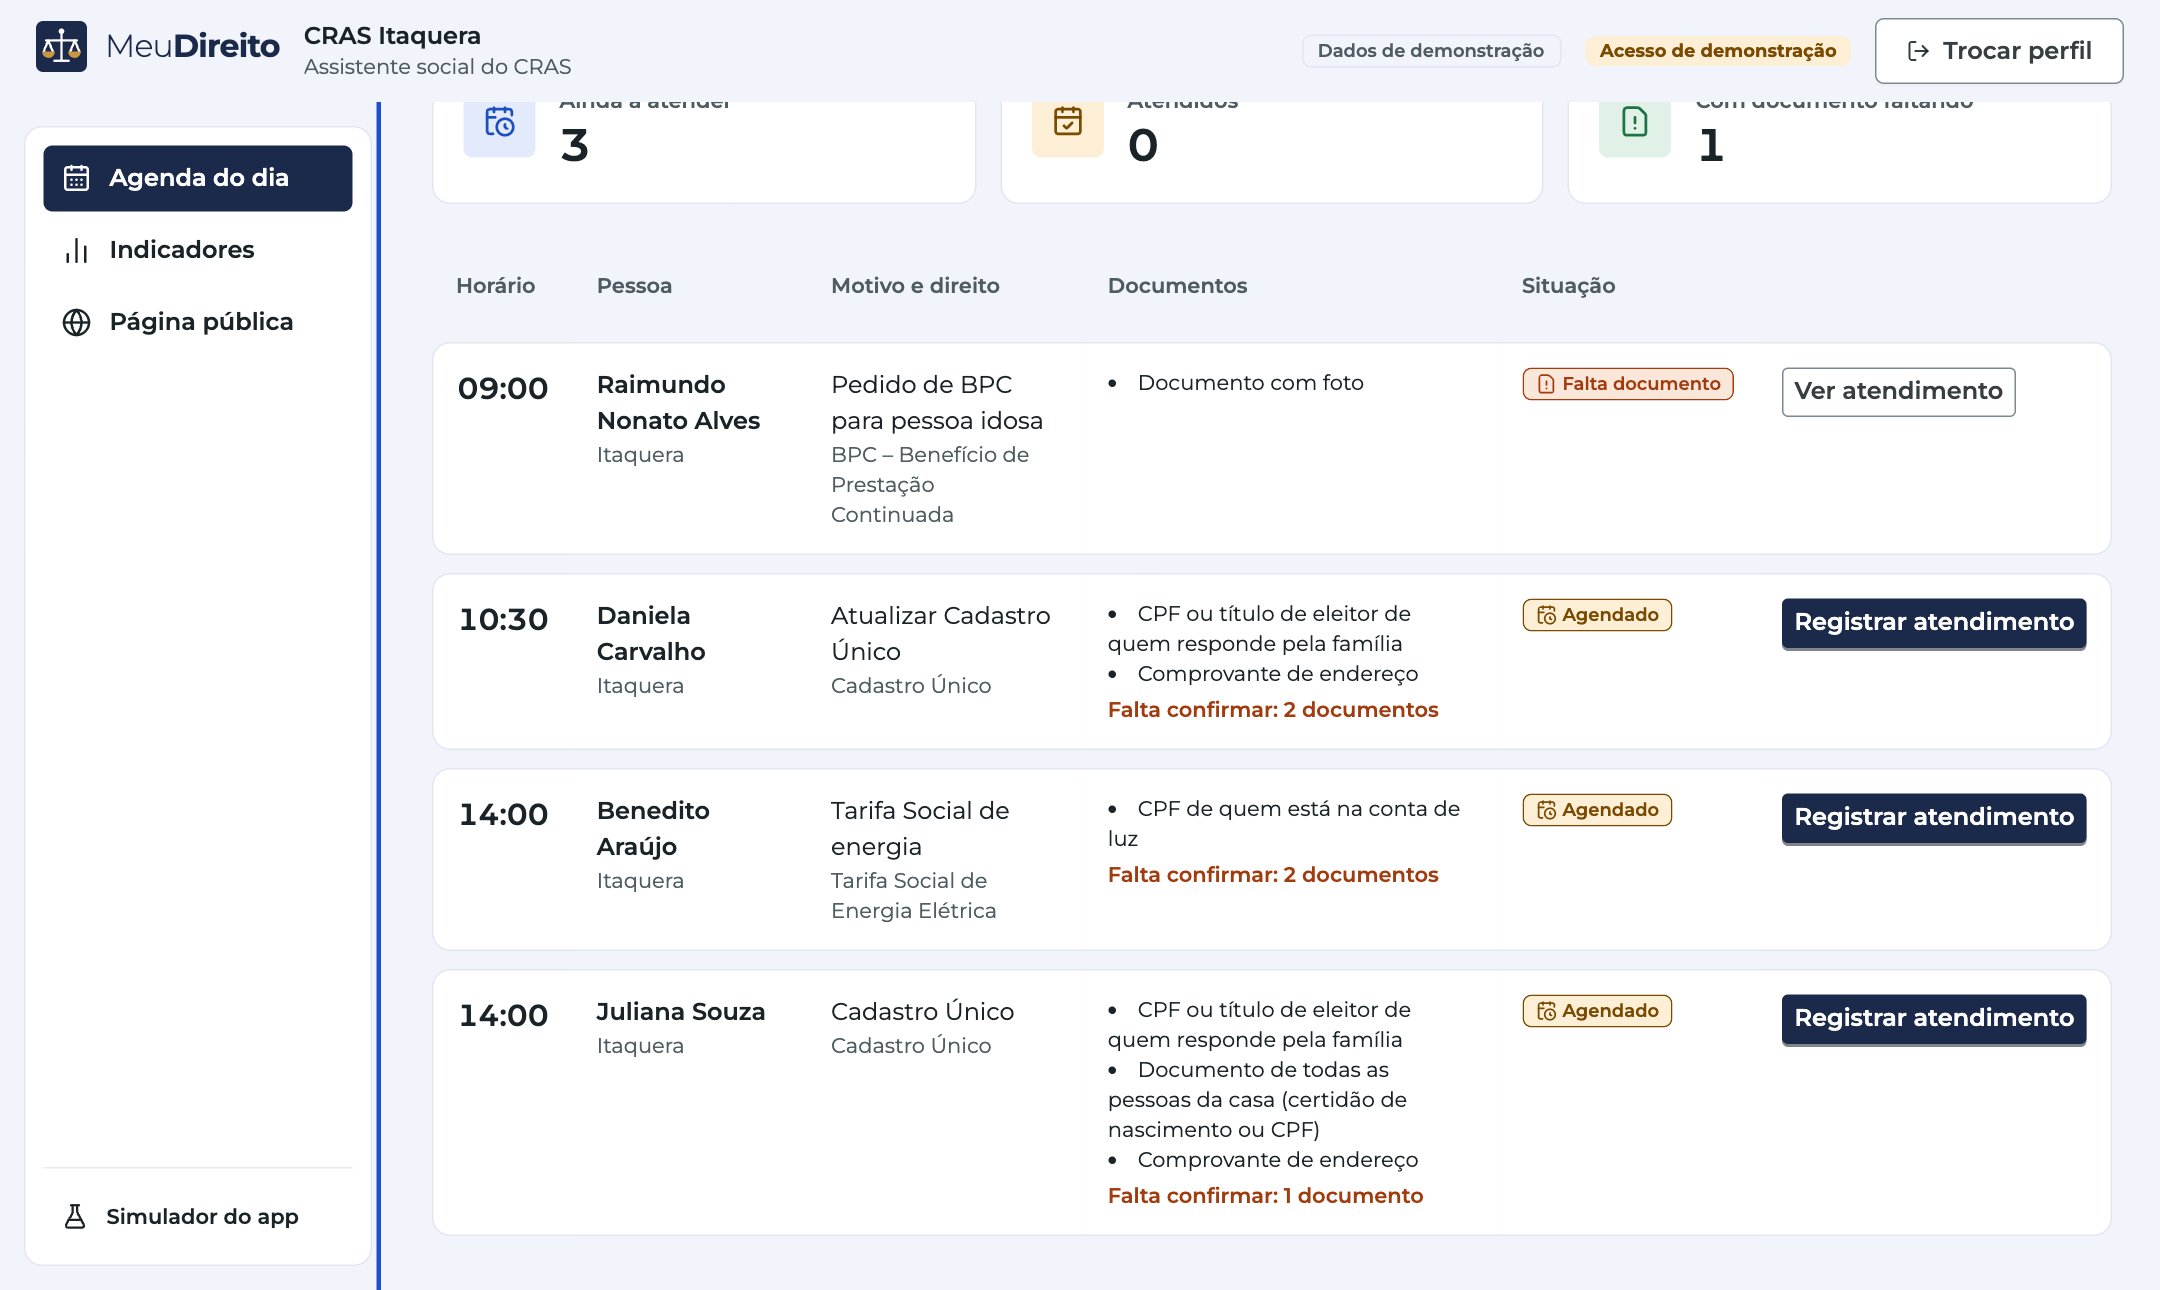 MeuDireito
CRAS Itaquera
Assistente social do CRAS
Dados de demonstração
Acesso de demonstração
Trocar perfil
Agenda do dia
Indicadores
Página pública
Simulador do app
Ainda a atender
3
Atendidos
0
Com documento faltando
1
Horário
Pessoa
Motivo e direito
Documentos
Situação
09:00
Raimundo
Nonato Alves
Itaquera
Pedido de BPC
para pessoa idosa
BPC – Benefício de
Prestação
Continuada
• Documento com foto
Falta documento
Ver atendimento
10:30
Daniela
Carvalho
Itaquera
Atualizar Cadastro
Único
Cadastro Único
• CPF ou título de eleitor de
quem responde pela família
• Comprovante de endereço
Falta confirmar: 2 documentos
Agendado
Registrar atendimento
14:00
Benedito
Araújo
Itaquera
Tarifa Social de
energia
Tarifa Social de
Energia Elétrica
• CPF de quem está na conta de
luz
Falta confirmar: 2 documentos
Agendado
Registrar atendimento
14:00
Juliana Souza
Itaquera
Cadastro Único
Cadastro Único
• CPF ou título de eleitor de
quem responde pela família
• Documento de todas as
pessoas da casa (certidão de
nascimento ou CPF)
• Comprovante de endereço
Falta confirmar: 1 documento
Agendado
Registrar atendimento